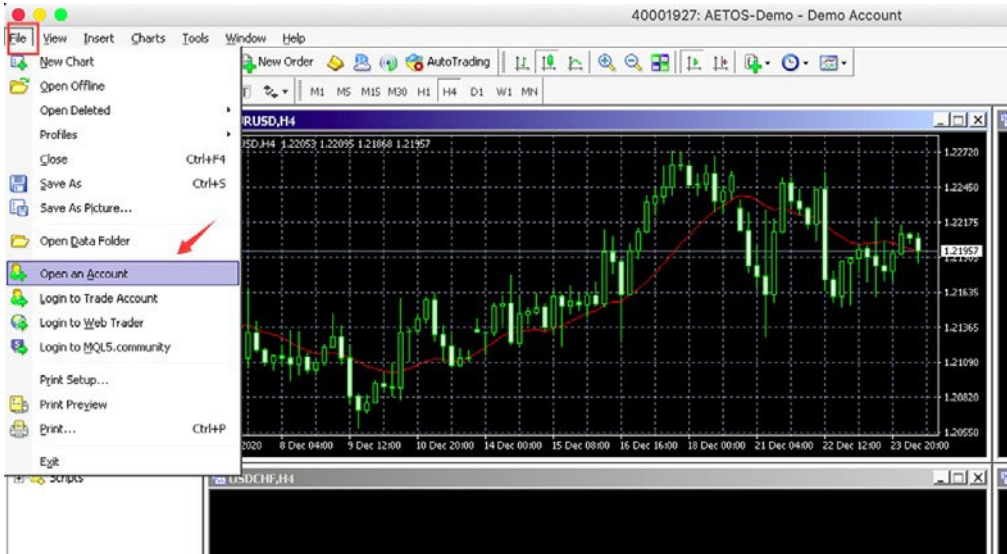 40001927: AETOS-Demo - Demo Account
File View Insert Charts Tools Window Help
New Chart
Open Offline
Open Deleted
Profiles
Close Ctrl+F4
Save As Ctrl+S
Save As Picture...
Open Data Folder
Open an Account
Login to Trade Account
Login to Web Trader
Login to MQL5.community
Print Setup...
Print Preview
Print... Ctrl+P
Exit
New Order AutoTrading
M1 M5 M15 M30 H1 H4 D1 W1 MN
RUSD,H4
SD,H4 1.22053 1.22095 1.21868 1.21957
1.22720
1.22450
1.22175
1.21957
1.21635
1.21365
1.21090
1.20820
1.20550
2020 8 Dec 04:00 9 Dec 12:00 10 Dec 20:00 14 Dec 00:00 15 Dec 08:00 16 Dec 16:00 18 Dec 00:00 21 Dec 04:00 22 Dec 12:00 23 Dec 20:00
Scripts
USDCHF,H4